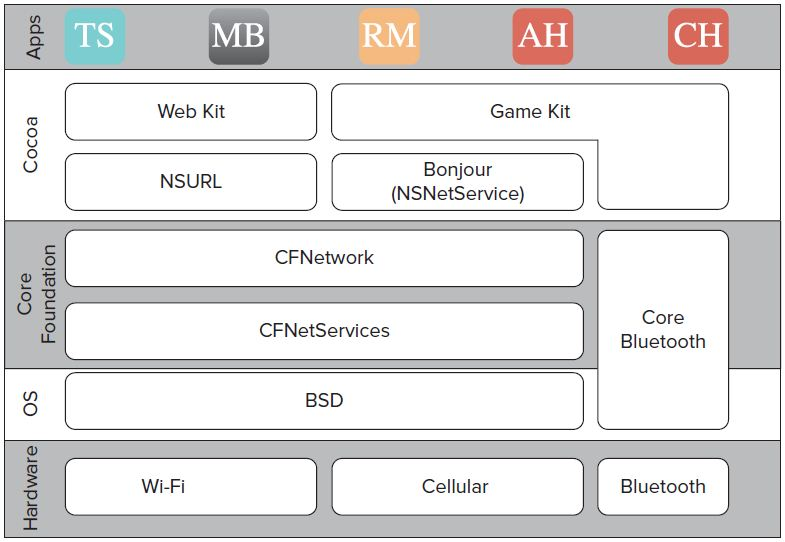 Apps
TS
MB
RM
AH
CH
Cocoa
Web Kit
Game Kit
NSURL
Bonjour
(NSNetService)
Core
Foundation
CFNetwork
CFNetServices
Core
Bluetooth
OS
BSD
Hardware
Wi-Fi
Cellular
Bluetooth